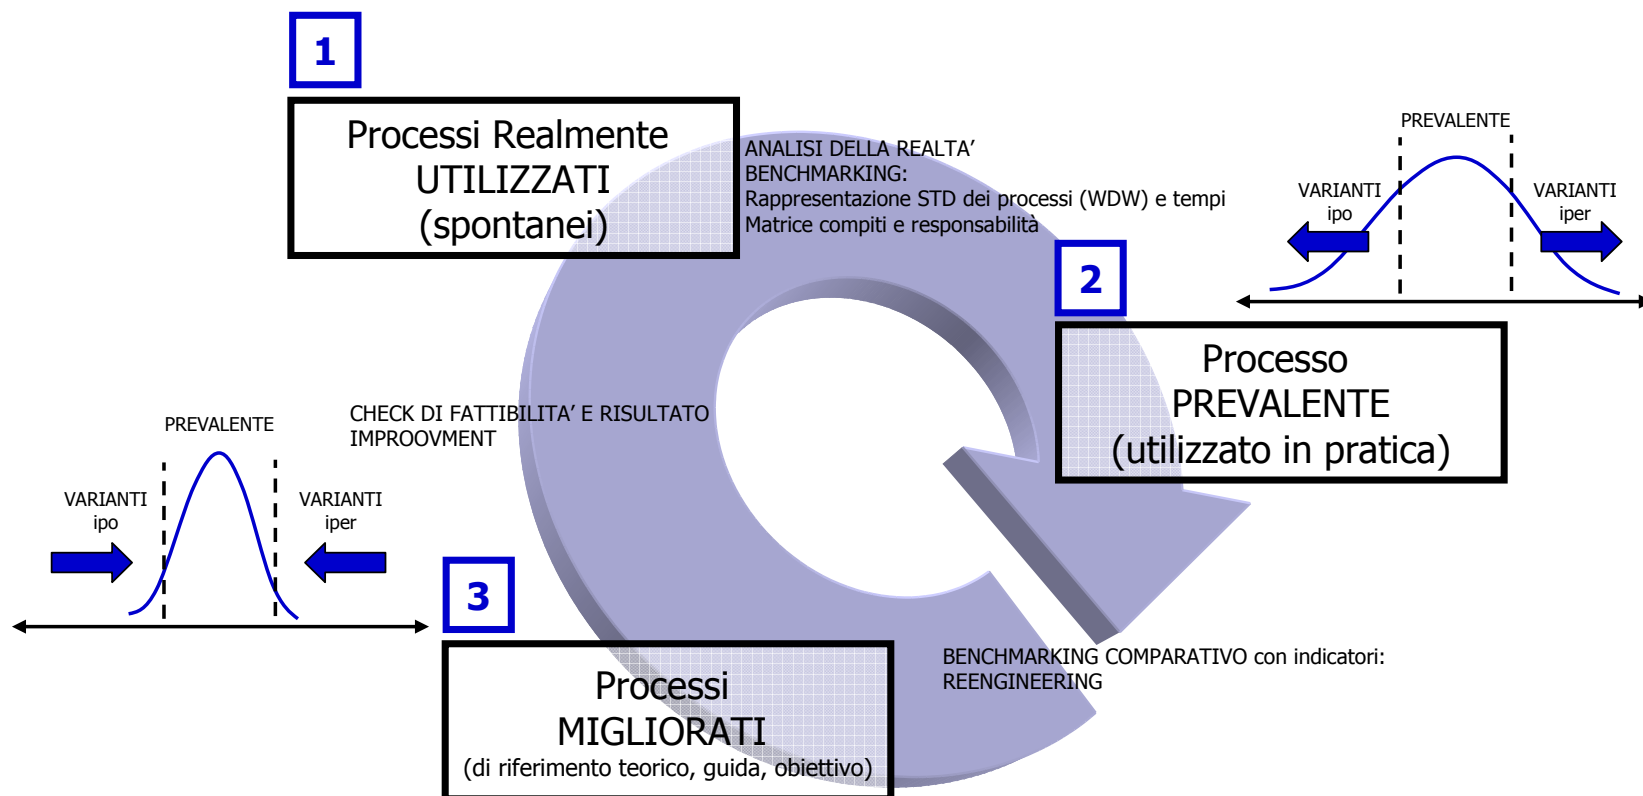 1
Processi Realmente
UTILIZZATI
(spontanei)
ANALISI DELLA REALTA’
BENCHMARKING:
Rappresentazione STD dei processi (WDW) e tempi
Matrice compiti e responsabilità
PREVALENTE
VARIANTI
ipo
VARIANTI
iper
2
Processo
PREVALENTE
(utilizzato in pratica)
CHECK DI FATTIBILITA’ E RISULTATO
IMPROOVMENT
PREVALENTE
VARIANTI
ipo
VARIANTI
iper
3
Processi
MIGLIORATI
(di riferimento teorico, guida, obiettivo)
BENCHMARKING COMPARATIVO con indicatori:
REENGINEERING